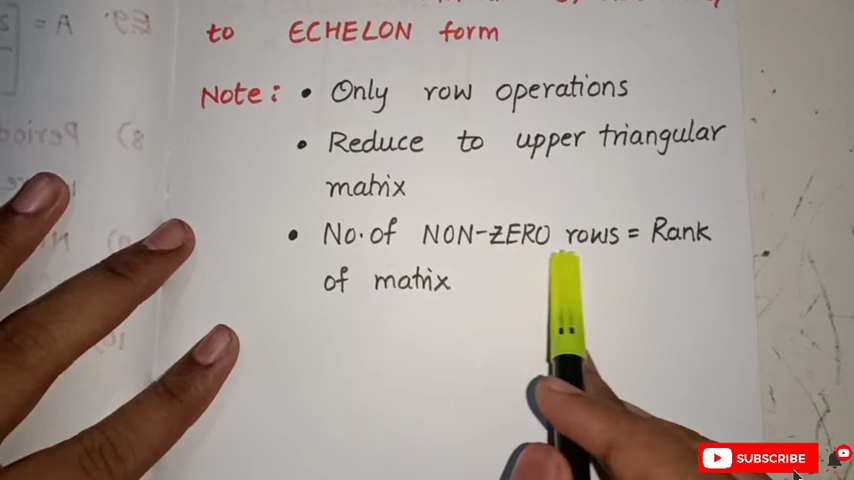 to ECHELON form
Note: • Only row operations
• Reduce to upper triangular
matrix
• No. of NON-ZERO rows = Rank
of matrix
SUBSCRIBE